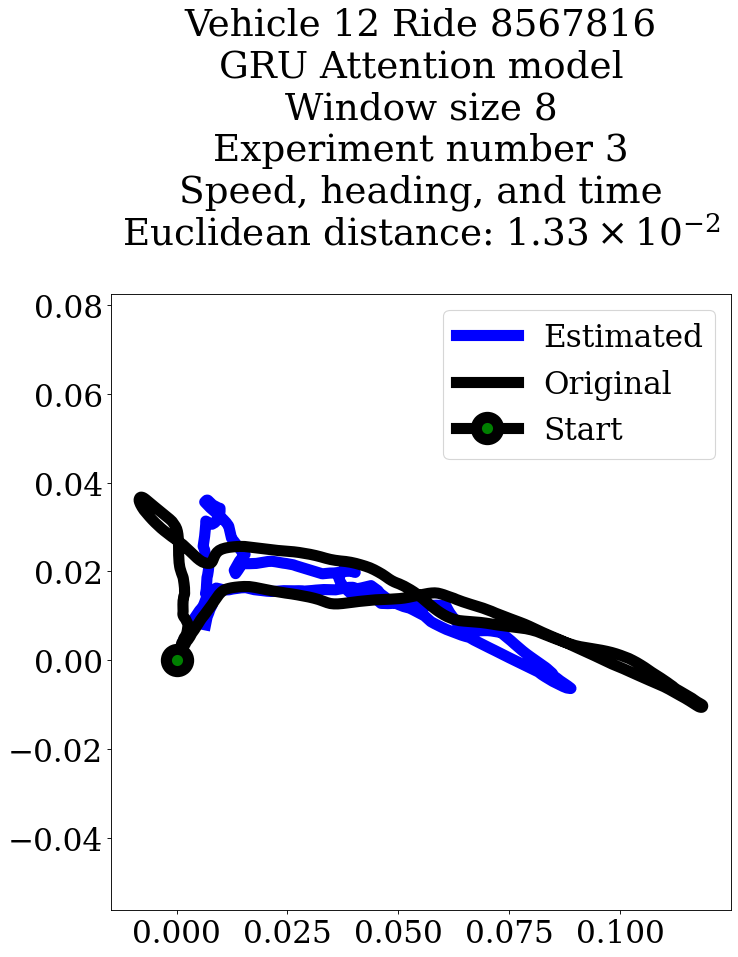 Vehicle 12 Ride 8567816
GRU Attention model
Window size 8
Experiment number 3
Speed, heading, and time
Euclidean distance: 1.33 × 10⁻²
0.08
0.06
0.04
0.02
0.00
−0.02
−0.04
Estimated
Original
Start
0.000 0.025 0.050 0.075 0.100